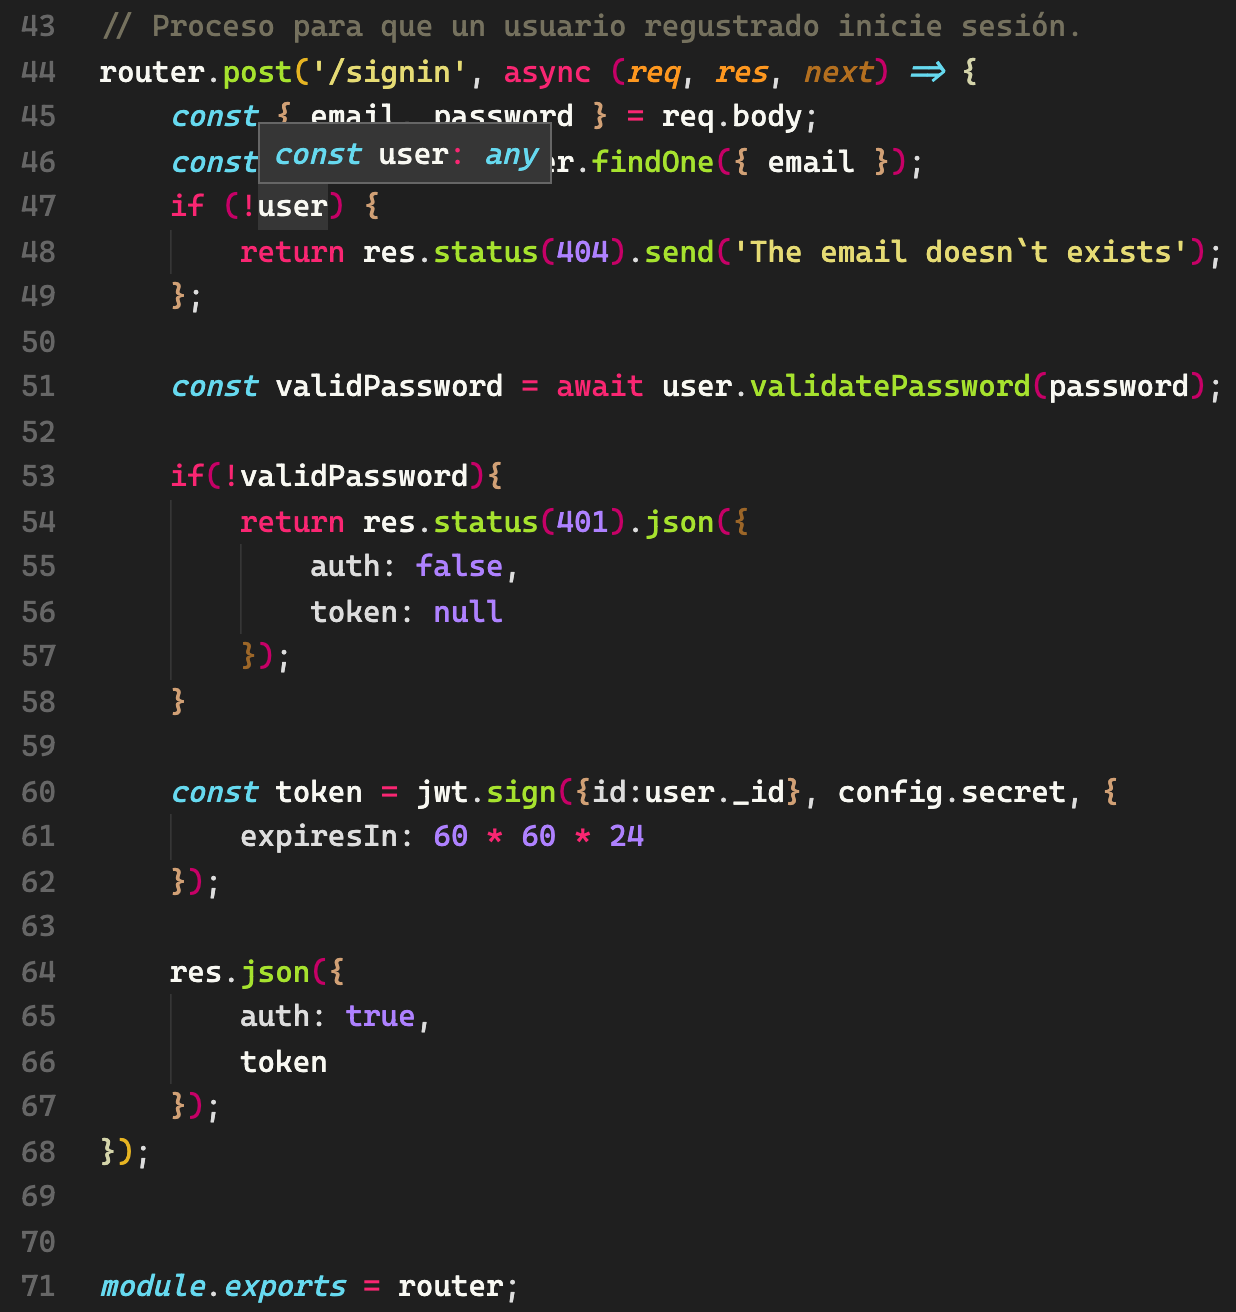 43 // Proceso para que un usuario regustrado inicie sesión.
44 router.post('/signin', async (req, res, next) => {
45 const { email, password } = req.body;
const user: any
46 const r.findOne({ email });
47 if (!user) {
48 return res.status(404).send('The email doesn`t exists');
49 };
50
51 const validPassword = await user.validatePassword(password);
52
53 if(!validPassword){
54 return res.status(401).json({
55 auth: false,
56 token: null
57 });
58 }
59
60 const token = jwt.sign({id:user._id}, config.secret, {
61 expiresIn: 60 * 60 * 24
62 });
63
64 res.json({
65 auth: true,
66 token
67 });
68 });
69
70
71 module.exports = router;